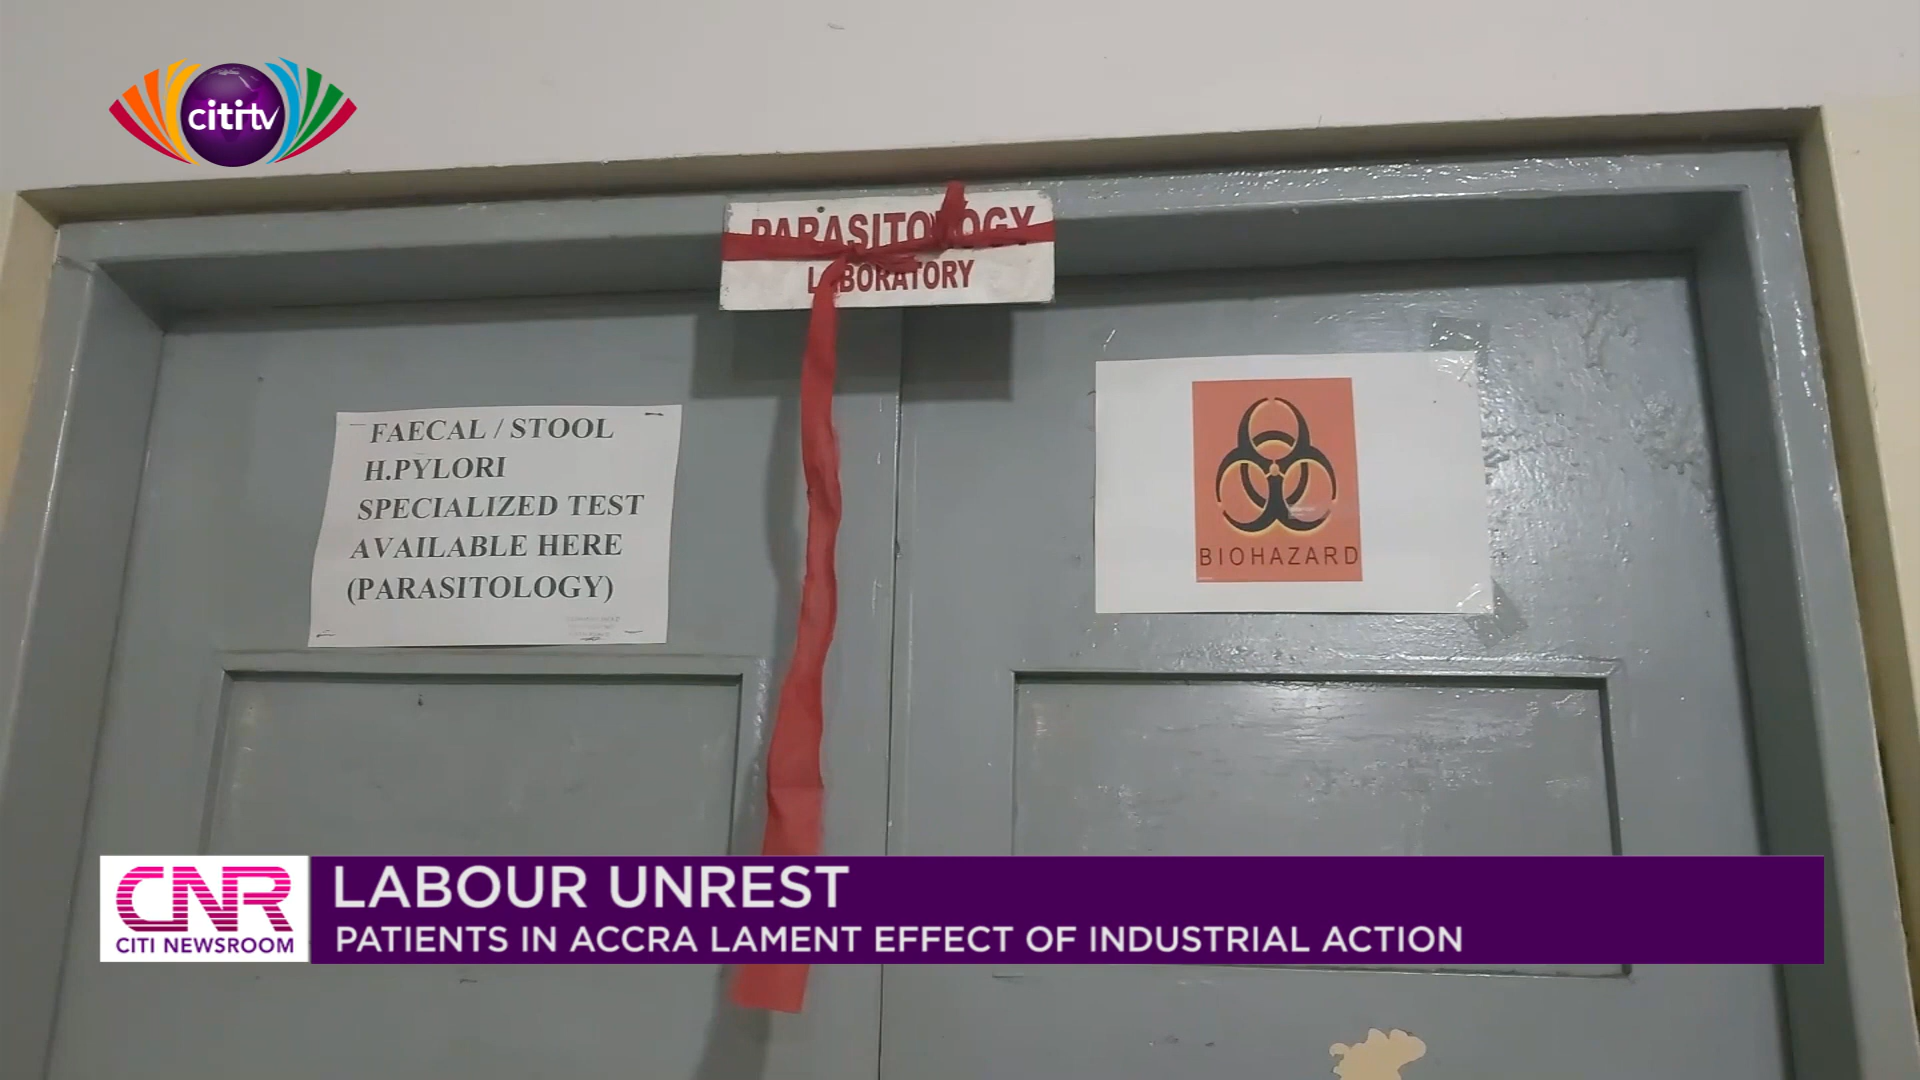 citi tv
PARASITOLOGY
LABORATORY
FAECAL / STOOL
H.PYLORI
SPECIALIZED TEST
AVAILABLE HERE
(PARASITOLOGY)
BIOHAZARD
CNR
CITI NEWSROOM
LABOUR UNREST
PATIENTS IN ACCRA LAMENT EFFECT OF INDUSTRIAL ACTION